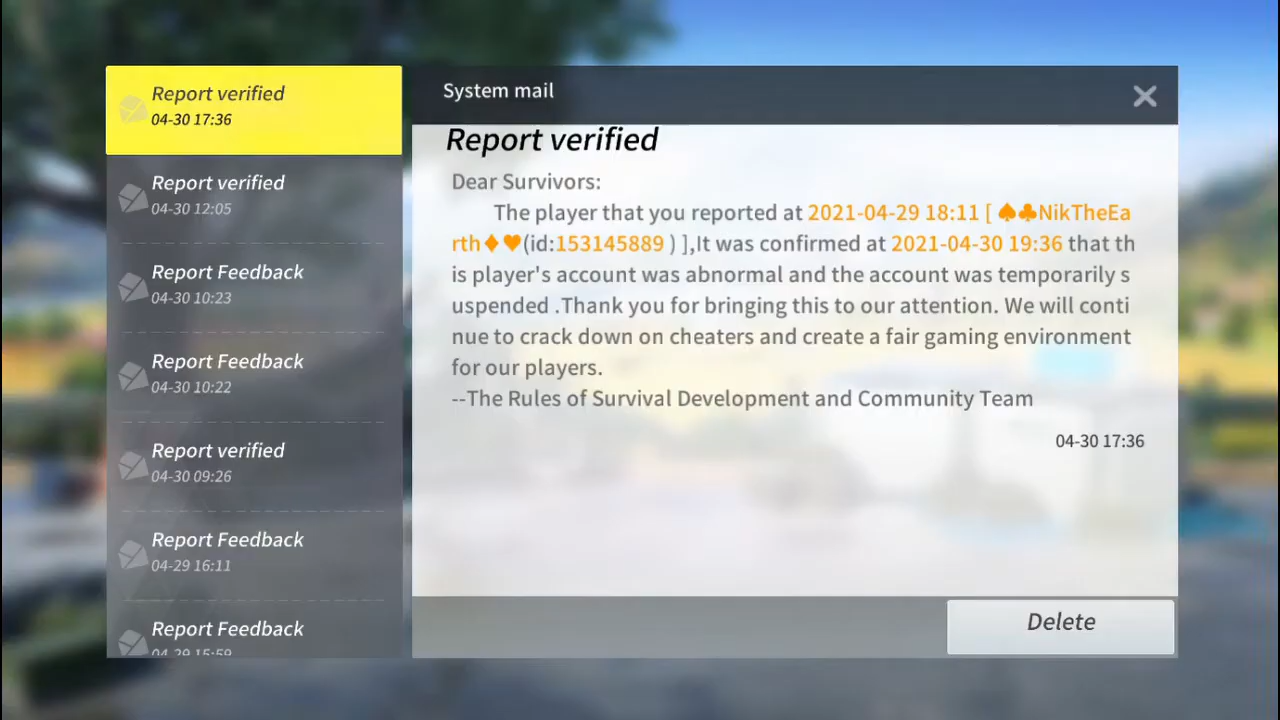 Report verified
04-30 17:36
Report verified
04-30 12:05
Report Feedback
04-30 10:23
Report Feedback
04-30 10:22
Report verified
04-30 09:26
Report Feedback
04-29 16:11
Report Feedback
04-29 15:59
System mail
Report verified
Dear Survivors:
The player that you reported at 2021-04-29 18:11 [ ♠♣NikTheEa
rth♦♥(id:153145889 ) ],It was confirmed at 2021-04-30 19:36 that th
is player's account was abnormal and the account was temporarily s
uspended .Thank you for bringing this to our attention. We will conti
nue to crack down on cheaters and create a fair gaming environment
for our players.
--The Rules of Survival Development and Community Team
04-30 17:36
Delete